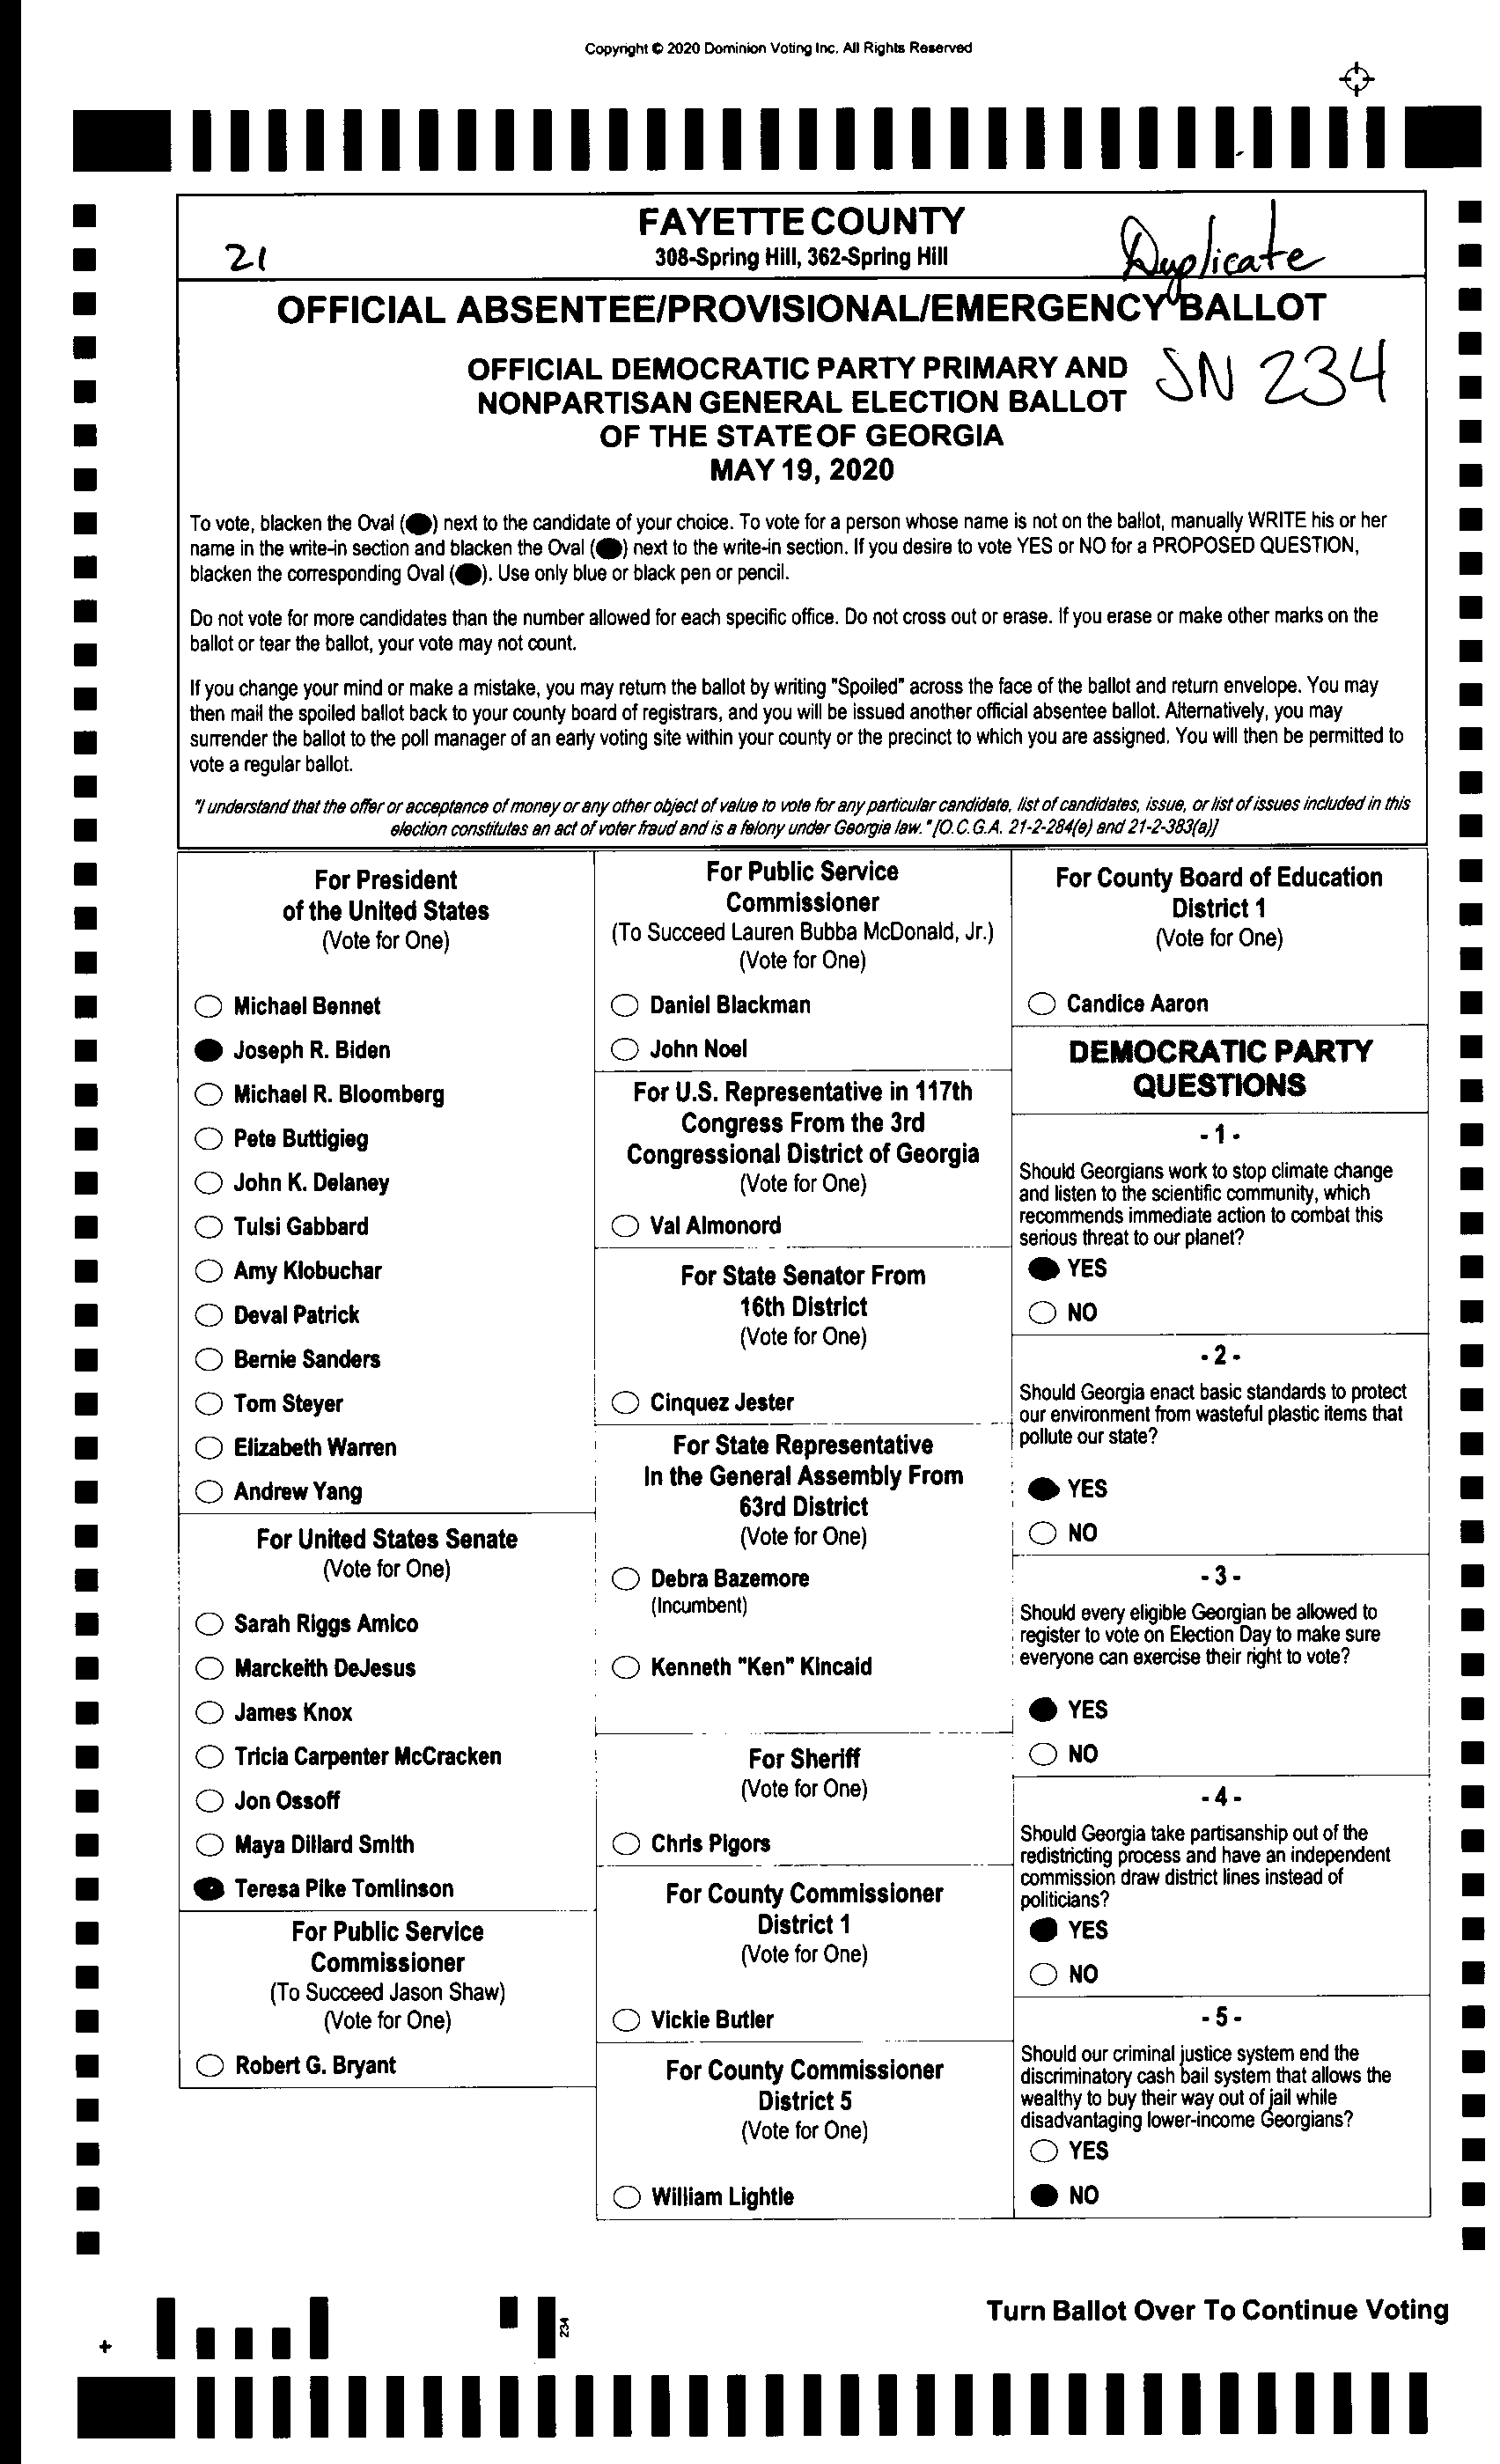 Copyright © 2020 Dominion Voting Inc. All Rights Reserved
FAYETTE COUNTY
308-Spring Hill, 362-Spring Hill
21
Duplicate
OFFICIAL ABSENTEE/PROVISIONAL/EMERGENCY BALLOT
OFFICIAL DEMOCRATIC PARTY PRIMARY AND
NONPARTISAN GENERAL ELECTION BALLOT
OF THE STATE OF GEORGIA
MAY 19, 2020
SN 234
To vote, blacken the Oval ( ) next to the candidate of your choice. To vote for a person whose name is not on the ballot, manually WRITE his or her
name in the write-in section and blacken the Oval ( ) next to the write-in section. If you desire to vote YES or NO for a PROPOSED QUESTION,
blacken the corresponding Oval ( ). Use only blue or black pen or pencil.
Do not vote for more candidates than the number allowed for each specific office. Do not cross out or erase. If you erase or make other marks on the
ballot or tear the ballot, your vote may not count.
If you change your mind or make a mistake, you may return the ballot by writing "Spoiled" across the face of the ballot and return envelope. You may
then mail the spoiled ballot back to your county board of registrars, and you will be issued another official absentee ballot. Alternatively, you may
surrender the ballot to the poll manager of an early voting site within your county or the precinct to which you are assigned. You will then be permitted to
vote a regular ballot.
"I understand that the offer or acceptance of money or any other object of value to vote for any particular candidate, list of candidates, issue, or list of issues included in this
election constitutes an act of voter fraud and is a felony under Georgia law." [O.C.G.A. 21-2-284(e) and 21-2-383(a)]
For President
of the United States
(Vote for One)
Michael Bennet
Joseph R. Biden
Michael R. Bloomberg
Pete Buttigieg
John K. Delaney
Tulsi Gabbard
Amy Klobuchar
Deval Patrick
Bernie Sanders
Tom Steyer
Elizabeth Warren
Andrew Yang
For United States Senate
(Vote for One)
Sarah Riggs Amico
Marckeith DeJesus
James Knox
Tricia Carpenter McCracken
Jon Ossoff
Maya Dillard Smith
Teresa Pike Tomlinson
For Public Service
Commissioner
(To Succeed Jason Shaw)
(Vote for One)
Robert G. Bryant
For Public Service
Commissioner
(To Succeed Lauren Bubba McDonald, Jr.)
(Vote for One)
Daniel Blackman
John Noel
For U.S. Representative in 117th
Congress From the 3rd
Congressional District of Georgia
(Vote for One)
Val Almonord
For State Senator From
16th District
(Vote for One)
Cinquez Jester
For State Representative
In the General Assembly From
63rd District
(Vote for One)
Debra Bazemore
(Incumbent)
Kenneth "Ken" Kincaid
For Sheriff
(Vote for One)
Chris Pigors
For County Commissioner
District 1
(Vote for One)
Vickie Butler
For County Commissioner
District 5
(Vote for One)
William Lightle
For County Board of Education
District 1
(Vote for One)
Candice Aaron
DEMOCRATIC PARTY
QUESTIONS
- 1 -
Should Georgians work to stop climate change
and listen to the scientific community, which
recommends immediate action to combat this
serious threat to our planet?
YES
NO
- 2 -
Should Georgia enact basic standards to protect
our environment from wasteful plastic items that
pollute our state?
YES
NO
- 3 -
Should every eligible Georgian be allowed to
register to vote on Election Day to make sure
everyone can exercise their right to vote?
YES
NO
- 4 -
Should Georgia take partisanship out of the
redistricting process and have an independent
commission draw district lines instead of
politicians?
YES
NO
- 5 -
Should our criminal justice system end the
discriminatory cash bail system that allows the
wealthy to buy their way out of jail while
disadvantaging lower-income Georgians?
YES
NO
Turn Ballot Over To Continue Voting
234